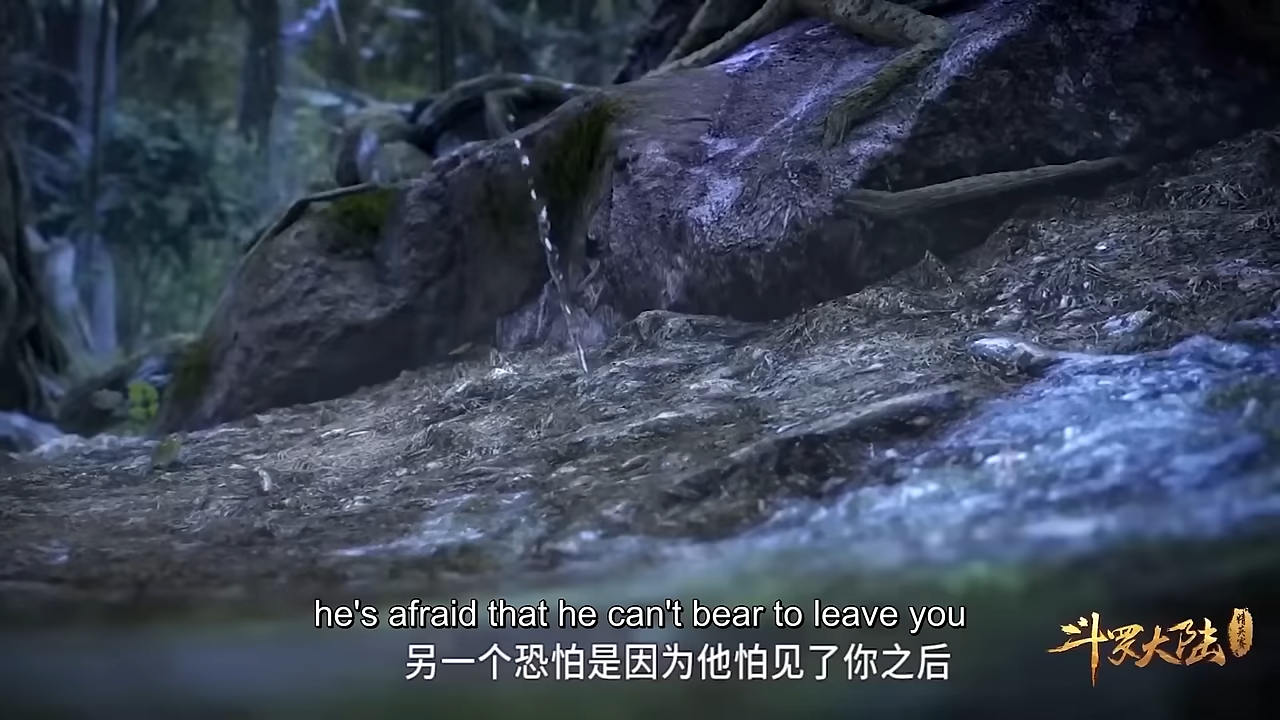 he's afraid that he can't bear to leave you
另一个恐怕是因为他怕见了你之后
斗罗大陆